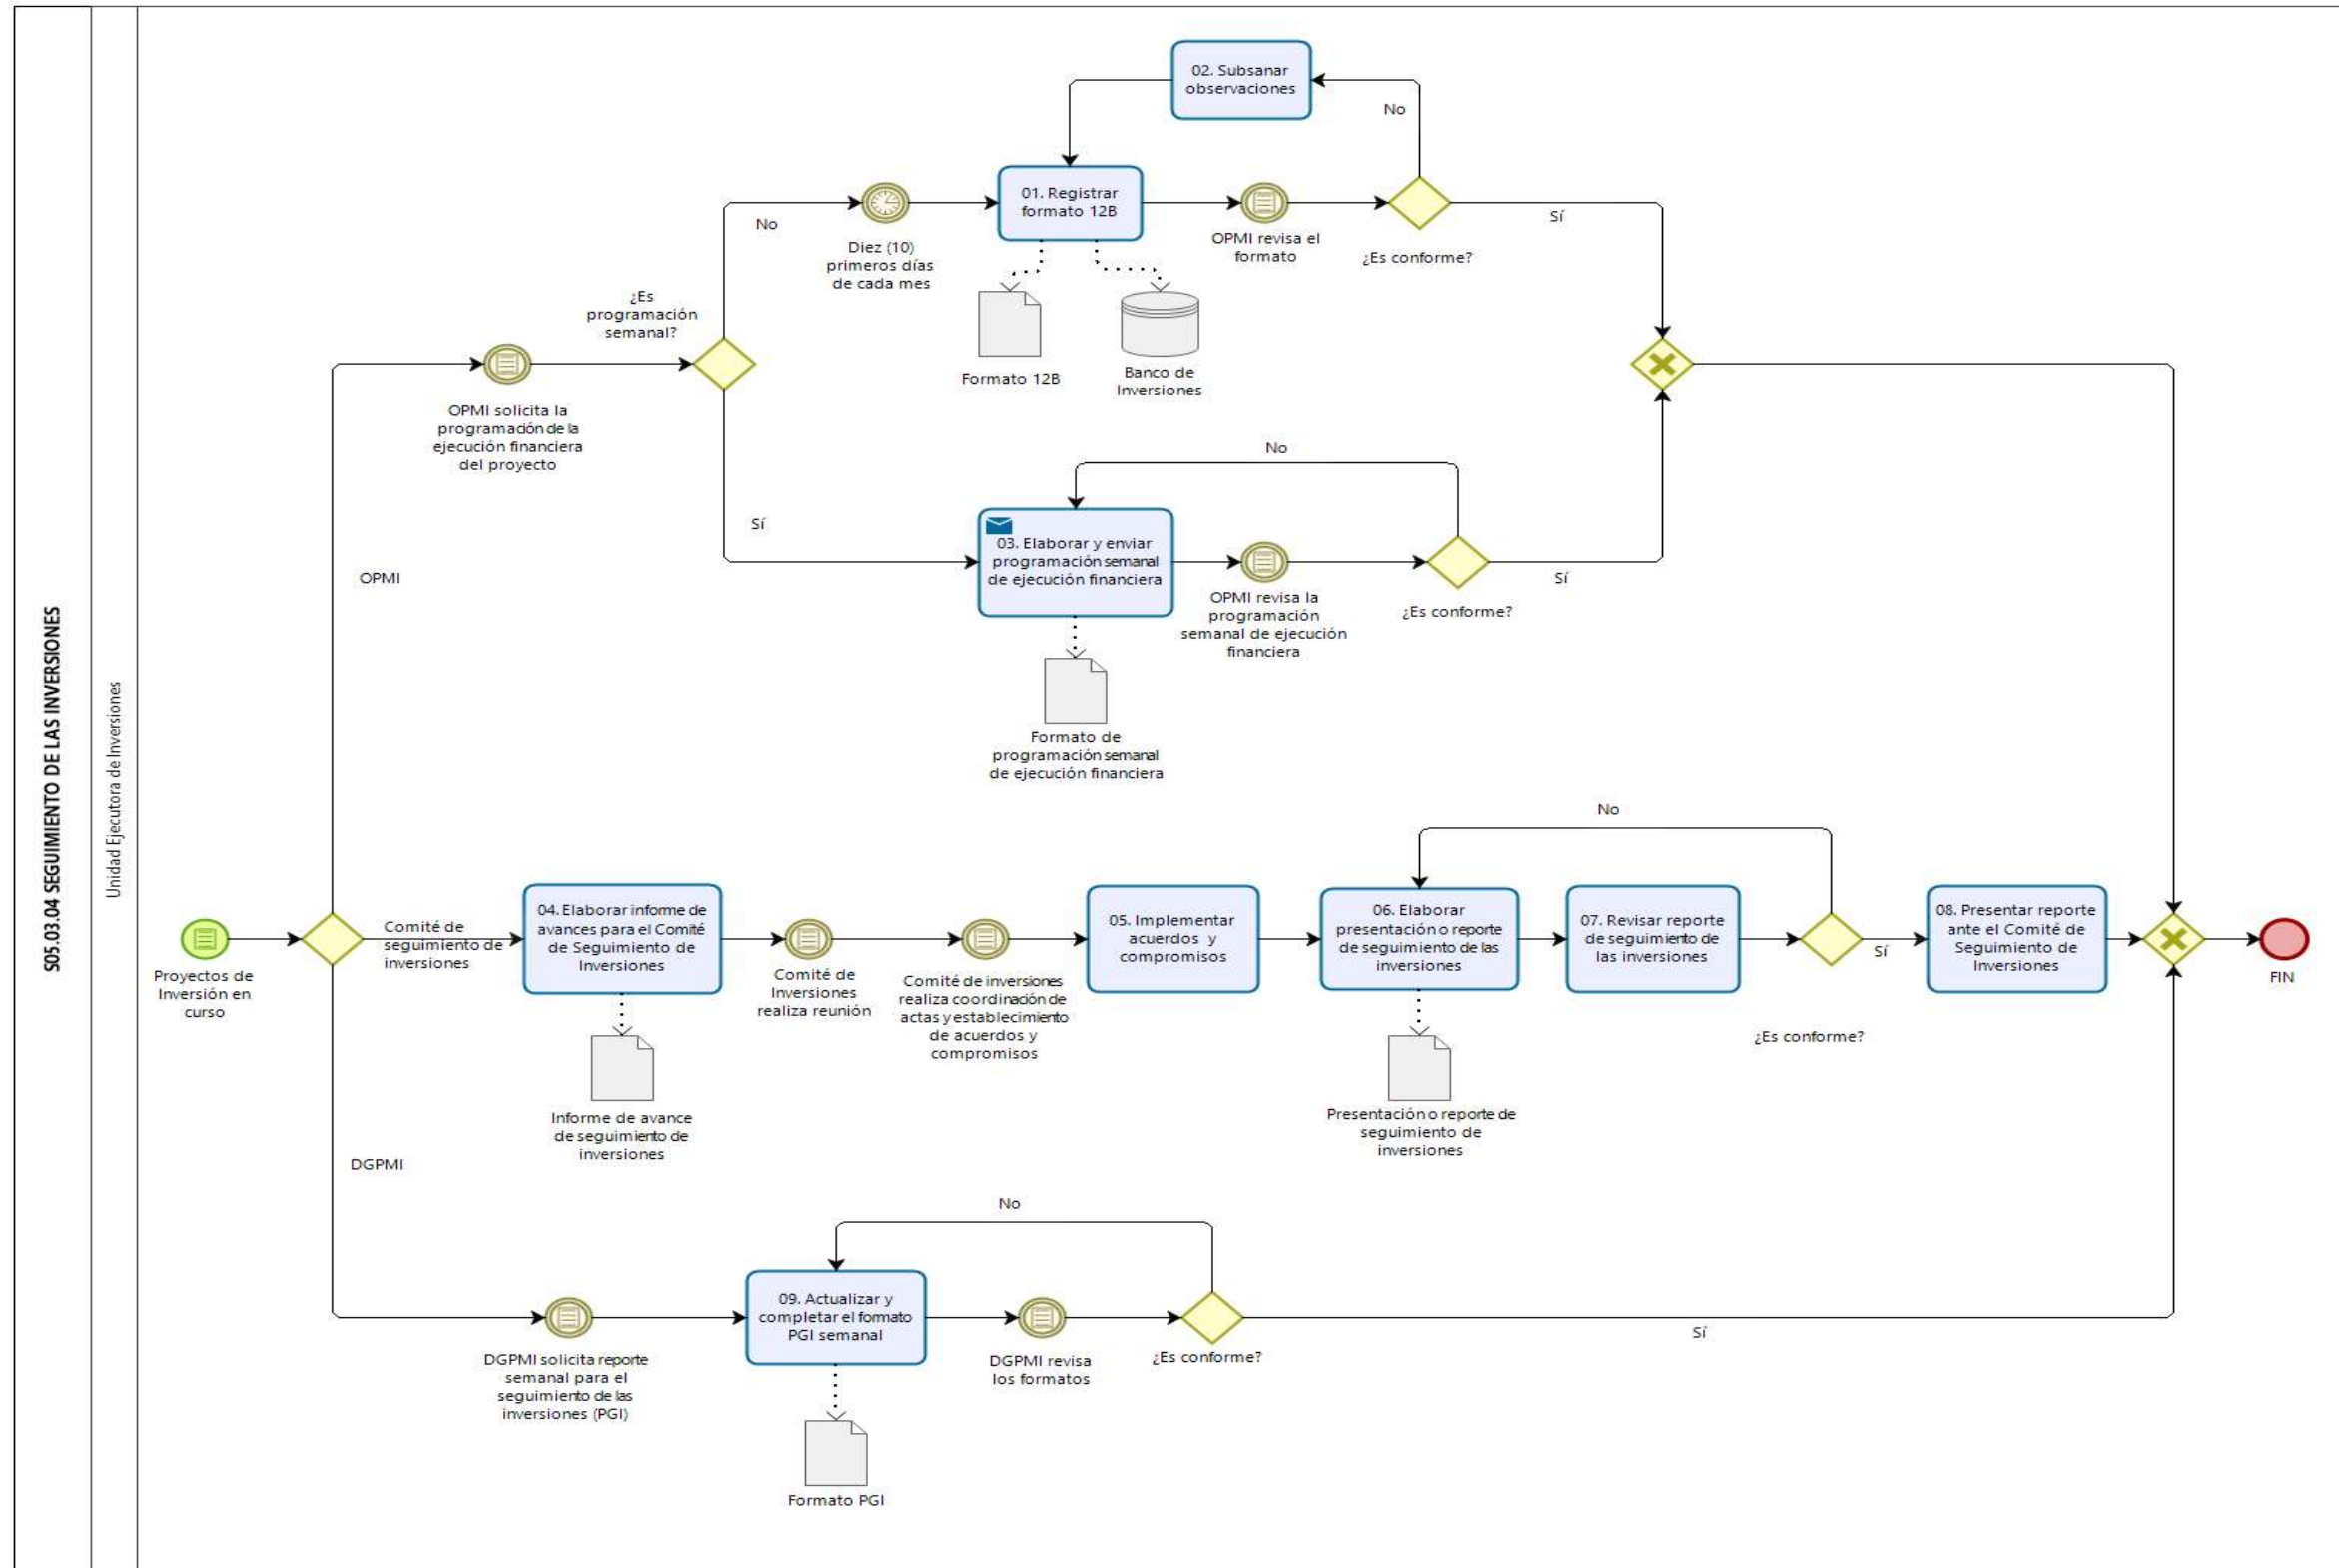 S05.03.04 SEGUIMIENTO DE LAS INVERSIONES
Unidad Ejecutora de Inversiones
02. Subsanar
observaciones
No
01. Registrar
formato 12B
No
Diez (10)
primeros días
de cada mes
OPMI revisa el
formato
¿Es conforme?
Sí
Formato 12B
Banco de
Inversiones
¿Es
programación
semanal?
OPMI solicita la
programación de la
ejecución financiera
del proyecto
No
Sí
03. Elaborar y enviar
programación semanal
de ejecución financiera
OPMI revisa la
programación
semanal de ejecución
financiera
¿Es conforme?
Sí
OPMI
Formato de
programación semanal
de ejecución financiera
No
Proyectos de
Inversión en
curso
Comité de
seguimiento de
inversiones
04. Elaborar informe de
avances para el Comité
de Seguimiento de
Inversiones
Comité de
Inversiones
realiza reunión
Comité de inversiones
realiza coordinación de
actas y establecimiento
de acuerdos y
compromisos
05. Implementar
acuerdos y
compromisos
06. Elaborar
presentación o reporte
de seguimiento de las
inversiones
07. Revisar reporte
de seguimiento de
las inversiones
Sí
08. Presentar reporte
ante el Comité de
Seguimiento de
Inversiones
FIN
¿Es conforme?
Informe de avance
de seguimiento de
inversiones
Presentación o reporte de
seguimiento de
inversiones
DGPMI
No
09. Actualizar y
completar el formato
PGI semanal
DGPMI solicita reporte
semanal para el
seguimiento de las
inversiones (PGI)
DGPMI revisa
los formatos
¿Es conforme?
Sí
Formato PGI